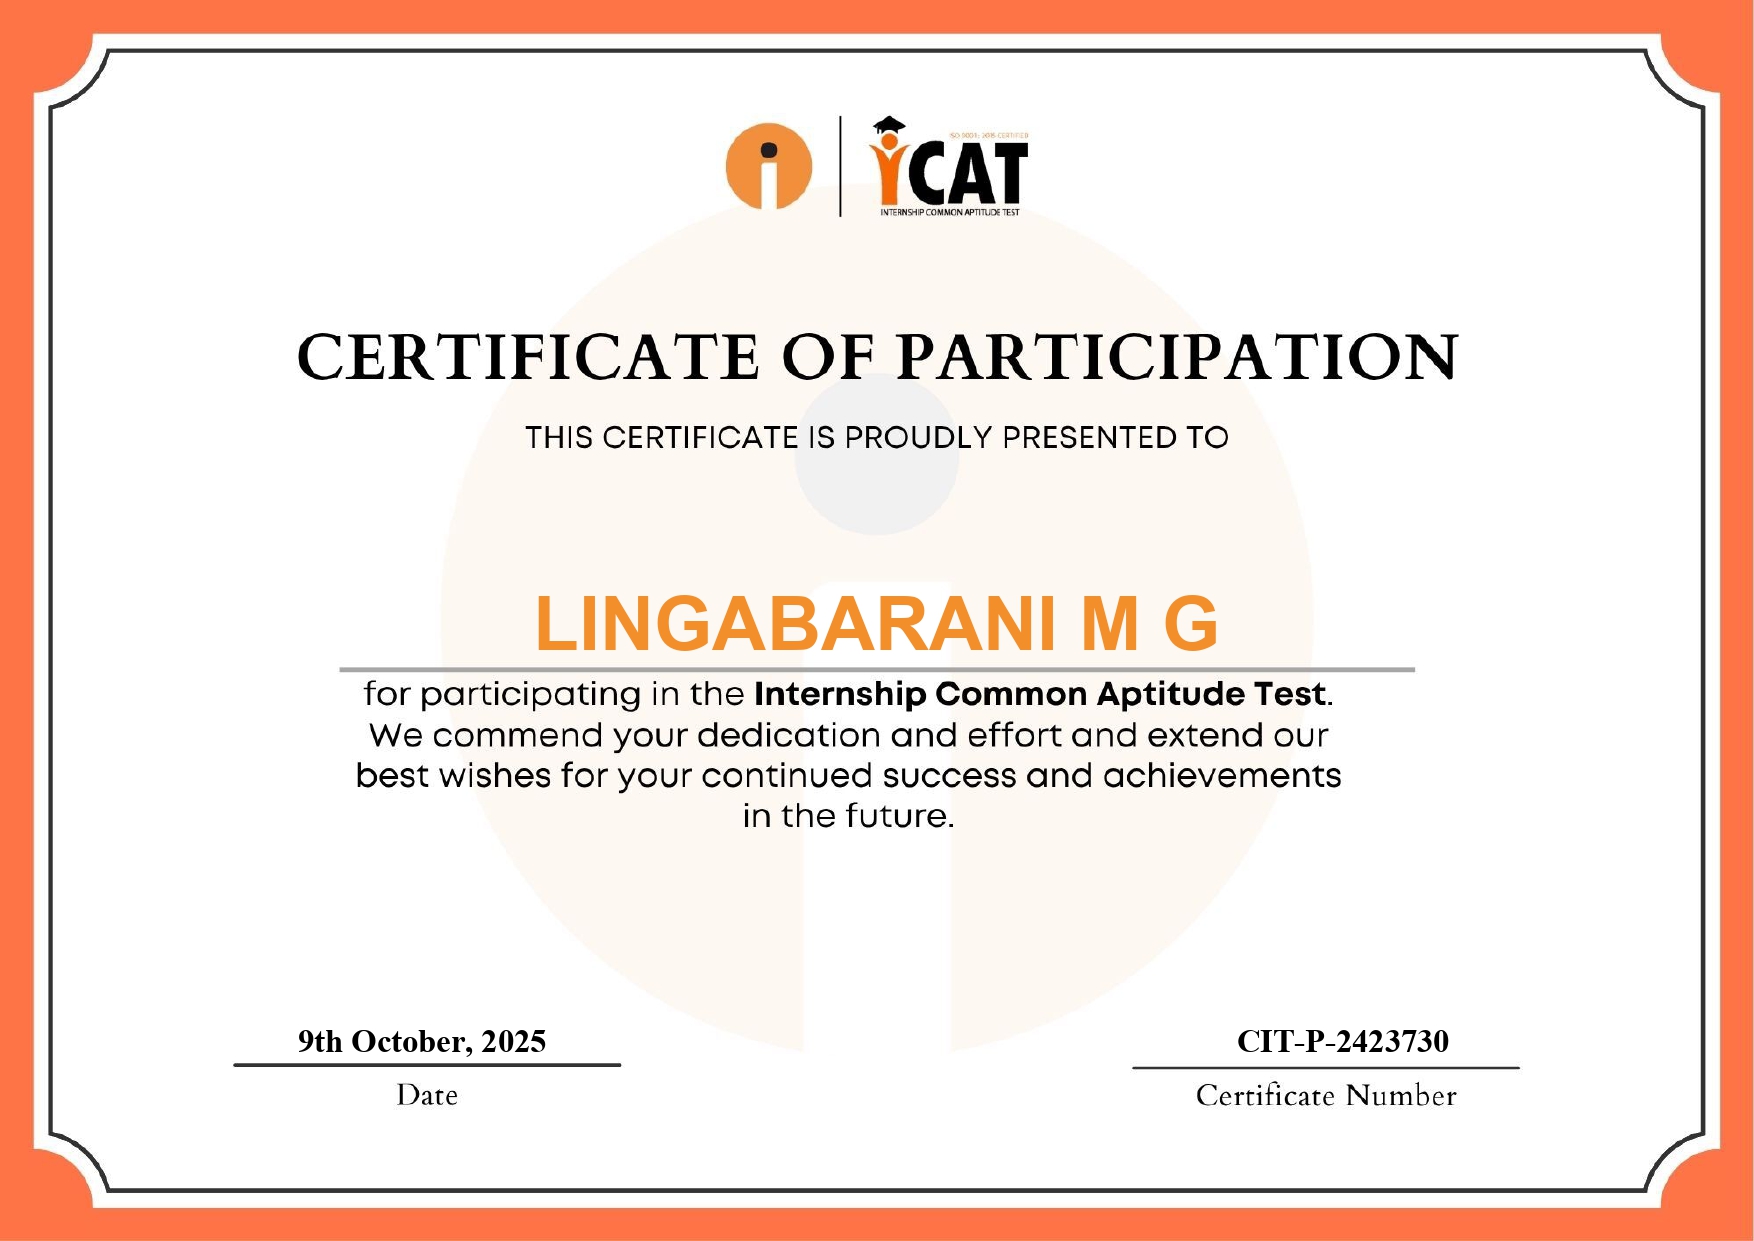 i
ISO 9001: 2015 CERTIFIED
iCAT
INTERNSHIP COMMON APTITUDE TEST
CERTIFICATE OF PARTICIPATION
THIS CERTIFICATE IS PROUDLY PRESENTED TO
LINGABARANI M G
for participating in the Internship Common Aptitude Test.
We commend your dedication and effort and extend our
best wishes for your continued success and achievements
in the future.
9th October, 2025
Date
CIT-P-2423730
Certificate Number